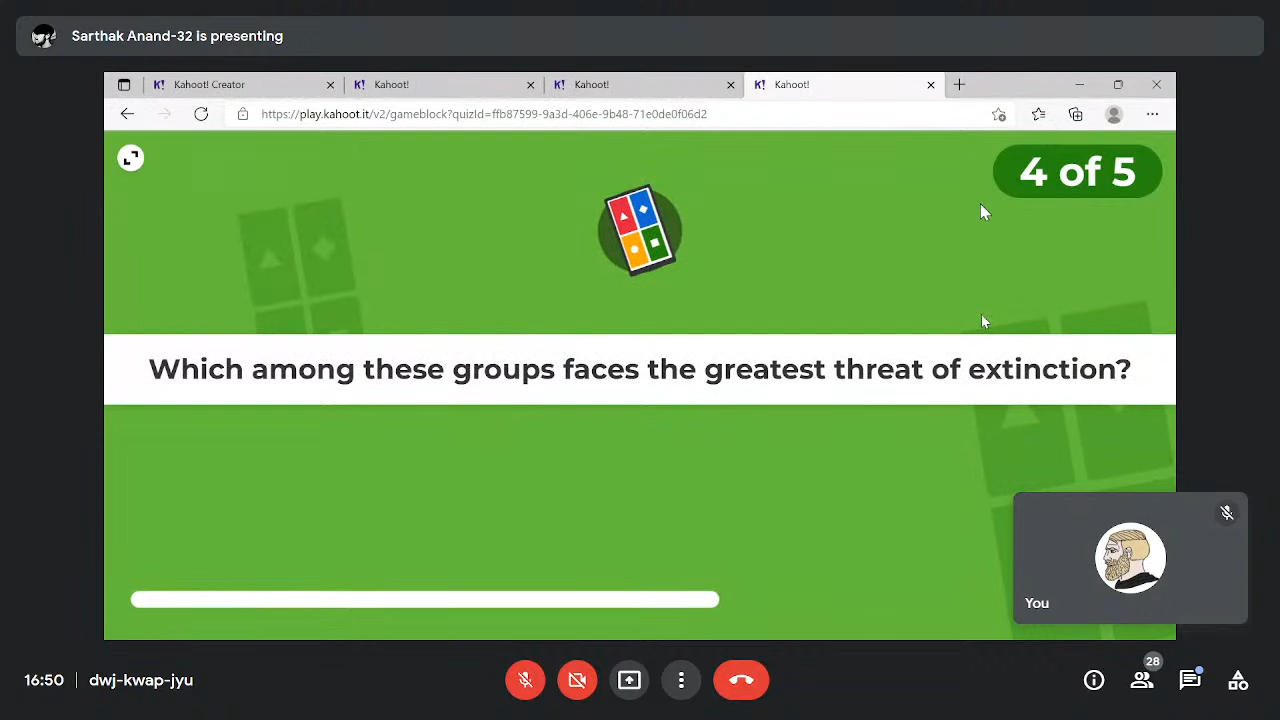 Sarthak Anand-32 is presenting
K! Kahoot! Creator
K! Kahoot!
K! Kahoot!
K! Kahoot!
https://play.kahoot.it/v2/gameblock?quizId=ffb87599-9a3d-406e-9b48-71e0de0f06d2
4 of 5
Which among these groups faces the greatest threat of extinction?
You
16:50 | dwj-kwap-jyu
28